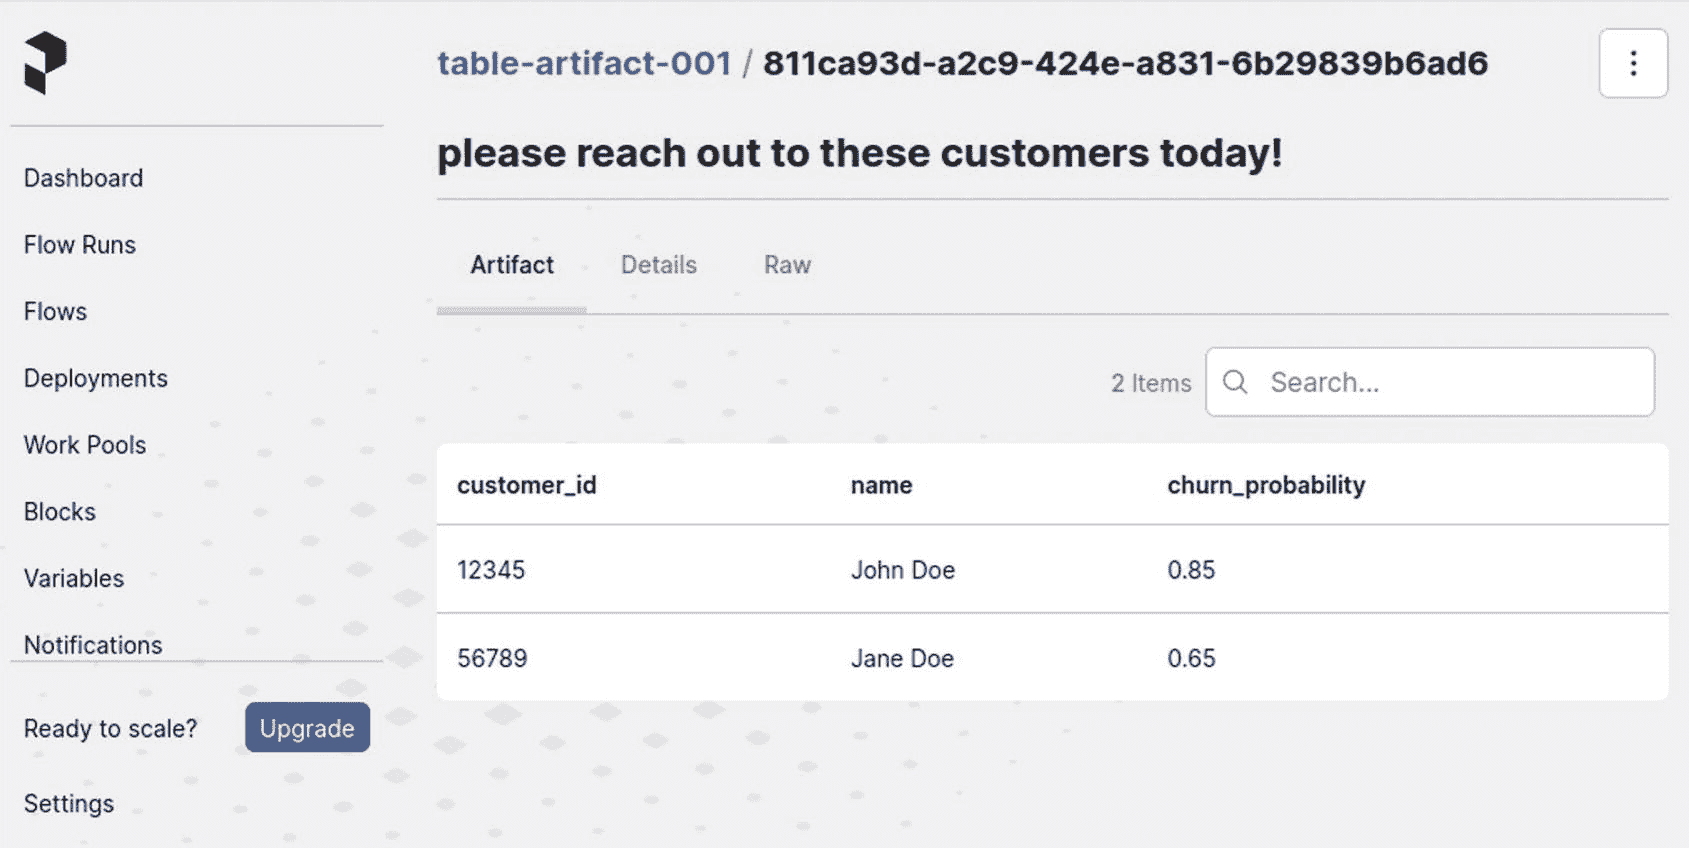 table-artifact-001 / 811ca93d-a2c9-424e-a831-6b29839b6ad6
please reach out to these customers today!
Dashboard
Flow Runs
Flows
Deployments
Work Pools
Blocks
Variables
Notifications
Ready to scale? Upgrade
Settings
Artifact Details Raw
2 Items Search...
customer_id name churn_probability
12345 John Doe 0.85
56789 Jane Doe 0.65